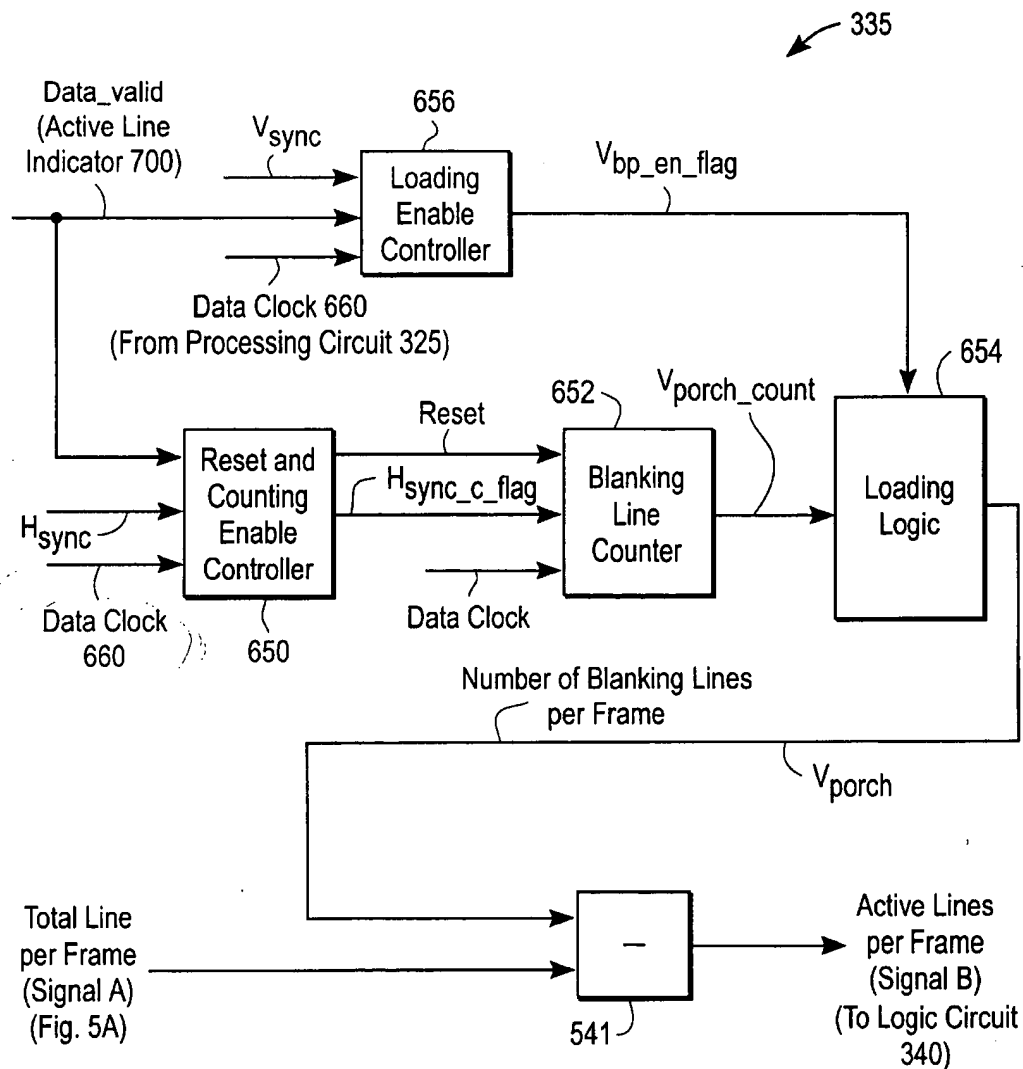 335
Data_valid
(Active Line
Indicator 700)
Vsync
656
Loading
Enable
Controller
Vbp_en_flag
Data Clock 660
(From Processing Circuit 325)
654
Reset
652
Vporch_count
Reset and
Counting
Enable
Controller
Hsync_c_flag
Blanking
Line
Counter
Loading
Logic
Hsync
Data Clock
660
650
Data Clock
Number of Blanking Lines
per Frame
Vporch
Total Line
per Frame
(Signal A)
(Fig. 5A)
–
541
Active Lines
per Frame
(Signal B)
(To Logic Circuit
340)